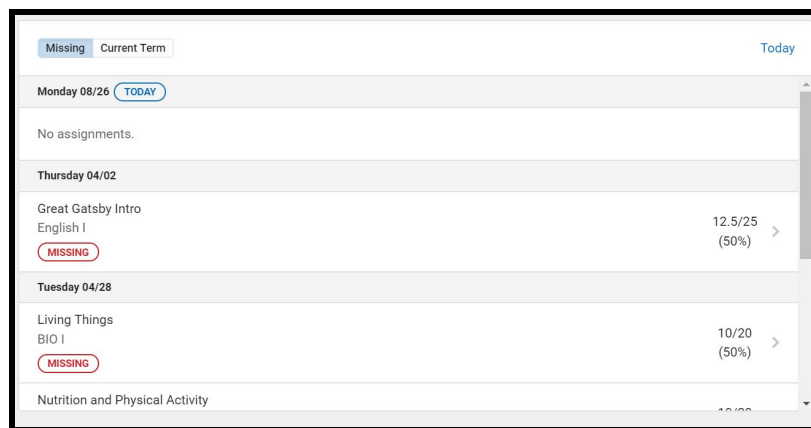 Missing Current Term Today
Monday 08/26 TODAY
No assignments.
Thursday 04/02
Great Gatsby Intro
English I
12.5/25
(50%)
MISSING
Tuesday 04/28
Living Things
BIO I
10/20
(50%)
MISSING
Nutrition and Physical Activity